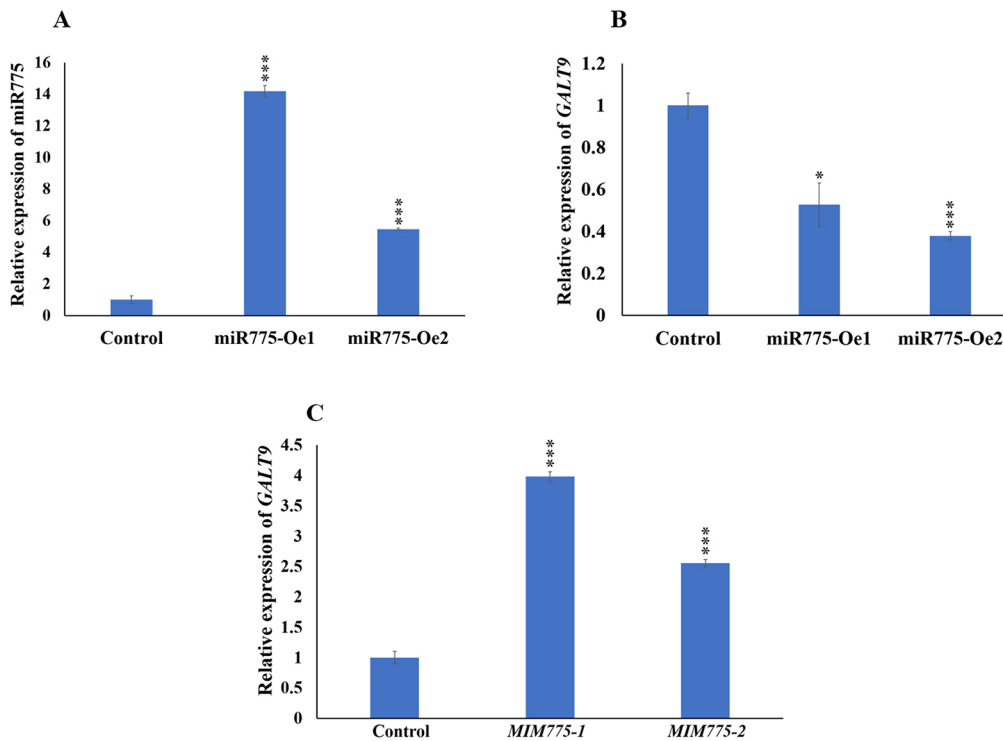 A
Relative expression of miR775
16
14
12
10
8
6
4
2
0
***
***
Control
miR775-Oe1
miR775-Oe2
B
Relative expression of GALT9
1.2
1
0.8
0.6
0.4
0.2
0
*
***
Control
miR775-Oe1
miR775-Oe2
C
Relative expression of GALT9
4.5
4
3.5
3
2.5
2
1.5
1
0.5
0
***
***
Control
MIM775-1
MIM775-2